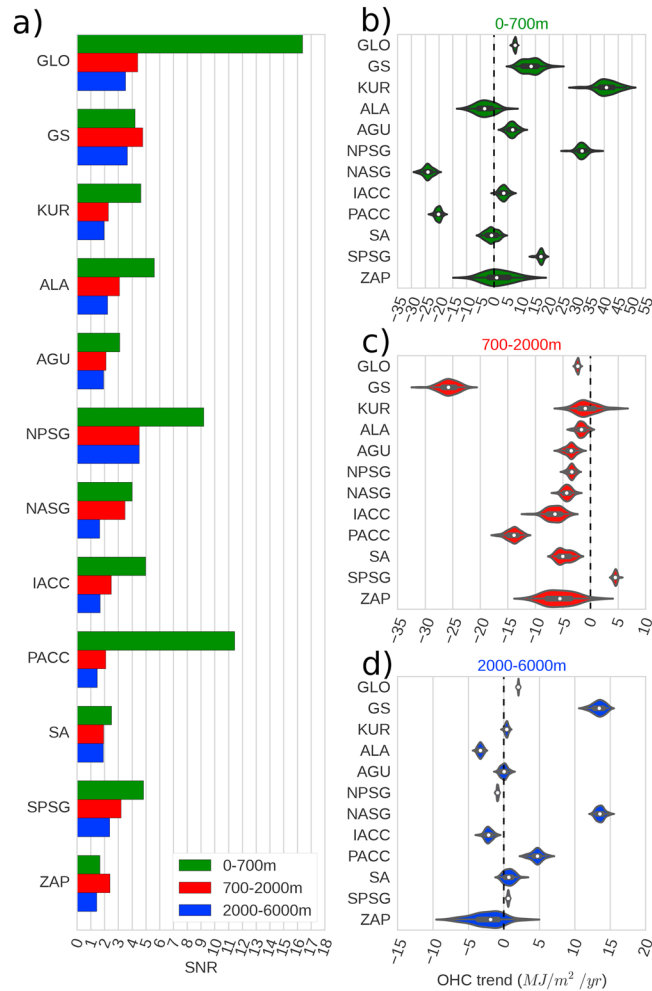 a)
GLO
GS
KUR
ALA
AGU
NPSG
NASG
IACC
PACC
SA
SPSG
ZAP
0-700m
700-2000m
2000-6000m
0 1 2 3 4 5 6 7 8 9 10 11 12 13 14 15 16 17 18
SNR
b)
0-700m
GLO
GS
KUR
ALA
AGU
NPSG
NASG
IACC
PACC
SA
SPSG
ZAP
−35 −30 −25 −20 −15 −10 −5 0 5 10 15 20 25 30 35 40 45 50 55
c)
700-2000m
GLO
GS
KUR
ALA
AGU
NPSG
NASG
IACC
PACC
SA
SPSG
ZAP
−35 −30 −25 −20 −15 −10 −5 0 5 10
d)
2000-6000m
GLO
GS
KUR
ALA
AGU
NPSG
NASG
IACC
PACC
SA
SPSG
ZAP
−15 −10 −5 0 5 10 15 20
OHC trend (MJ/m² /yr)